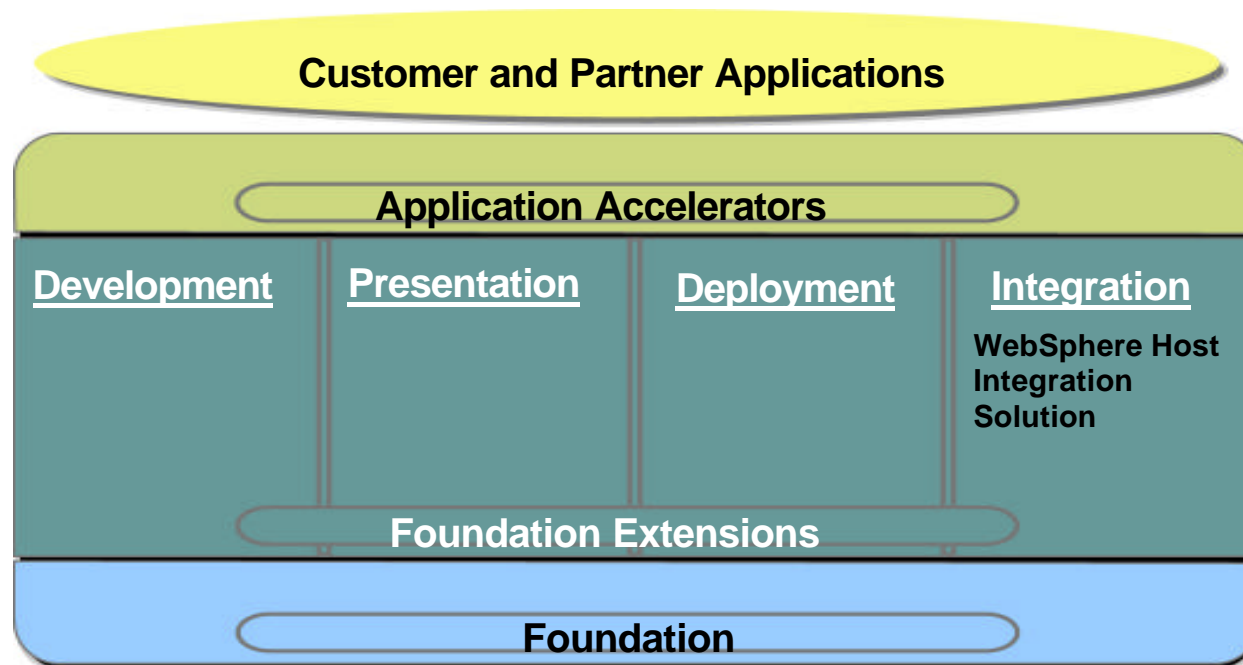 Customer and Partner Applications
Application Accelerators
Development
Presentation
Deployment
Integration
WebSphere Host
Integration
Solution
Foundation Extensions
Foundation